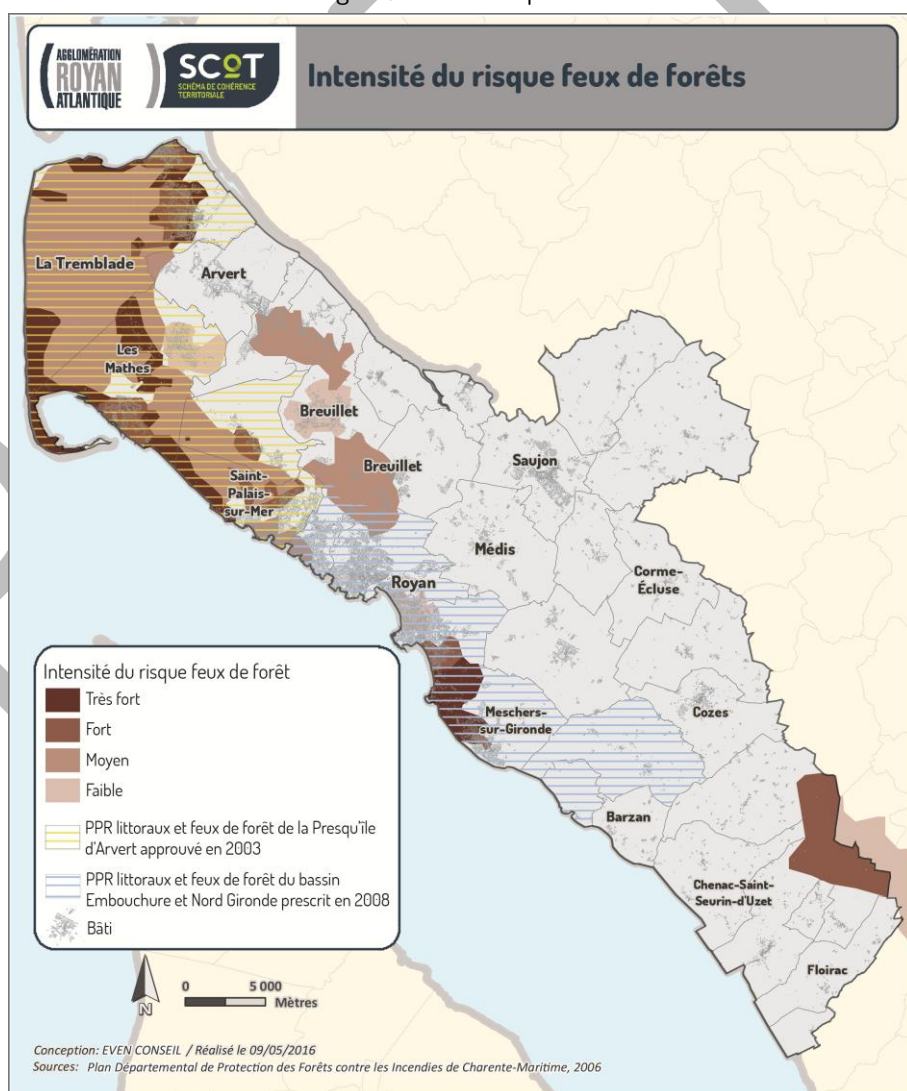 AGGLOMÉRATION
ROYAN
ATLANTIQUE
SCOT
SCHÉMA DE COHÉRENCE
TERRITORIALE
Intensité du risque feux de forêts
La Tremblade
Arvert
Les
Mathes
Breuillet
Breuillet
Saujon
Saint-
Palais-
sur-Mer
Médis
Royan
Corme-
Écluse
Meschers-
sur-Gironde
Cozes
Barzan
Chenac-Saint-
Seurin-d'Uzet
Floirac
Intensité du risque feux de forêt
Très fort
Fort
Moyen
Faible
PPR littoraux et feux de forêt de la Presqu'île
d'Arvert approuvé en 2003
PPR littoraux et feux de forêt du bassin
Embouchure et Nord Gironde prescrit en 2008
Bâti
N
0 5 000
Mètres
Conception: EVEN CONSEIL / Réalisé le 09/05/2016
Sources: Plan Départemental de Protection des Forêts contre les Incendies de Charente-Maritime, 2006